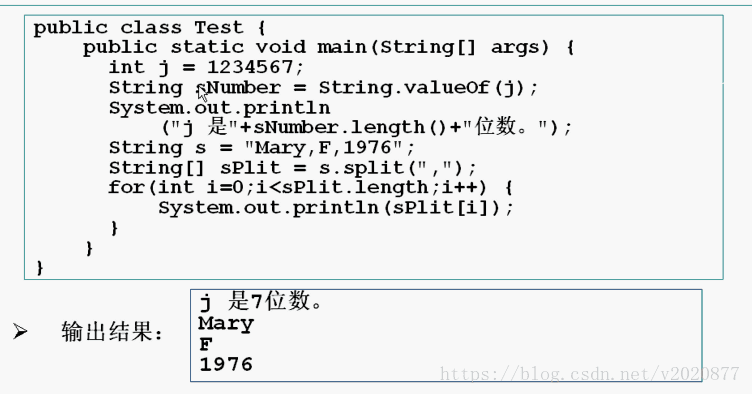 public class Test {
public static void main(String[] args) {
int j = 1234567;
String sNumber = String.valueOf(j);
System.out.println
("j 是"+sNumber.length()+"位数。");
String s = "Mary,F,1976";
String[] sPlit = s.split(",");
for(int i=0;i<sPlit.length;i++) {
System.out.println(sPlit[i]);
}
}
}
➢ 输出结果：
j 是7位数。
Mary
F
1976
https://blog.csdn.net/v2020877